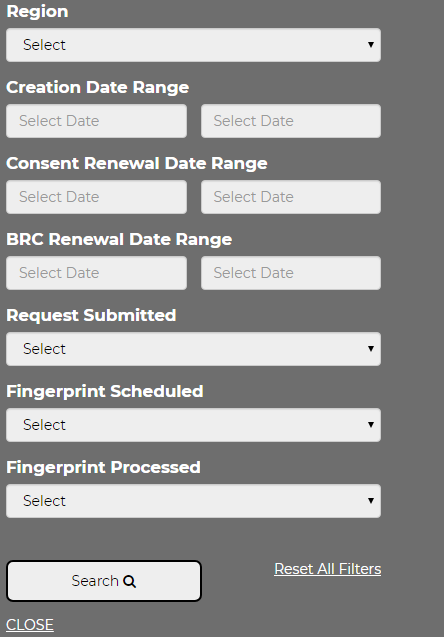 Region
Select
Creation Date Range
Select Date Select Date
Consent Renewal Date Range
Select Date Select Date
BRC Renewal Date Range
Select Date Select Date
Request Submitted
Select
Fingerprint Scheduled
Select
Fingerprint Processed
Select
Search Reset All Filters
CLOSE